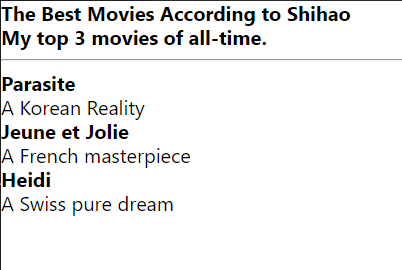 The Best Movies According to Shihao
My top 3 movies of all-time.
Parasite
A Korean Reality
Jeune et Jolie
A French masterpiece
Heidi
A Swiss pure dream